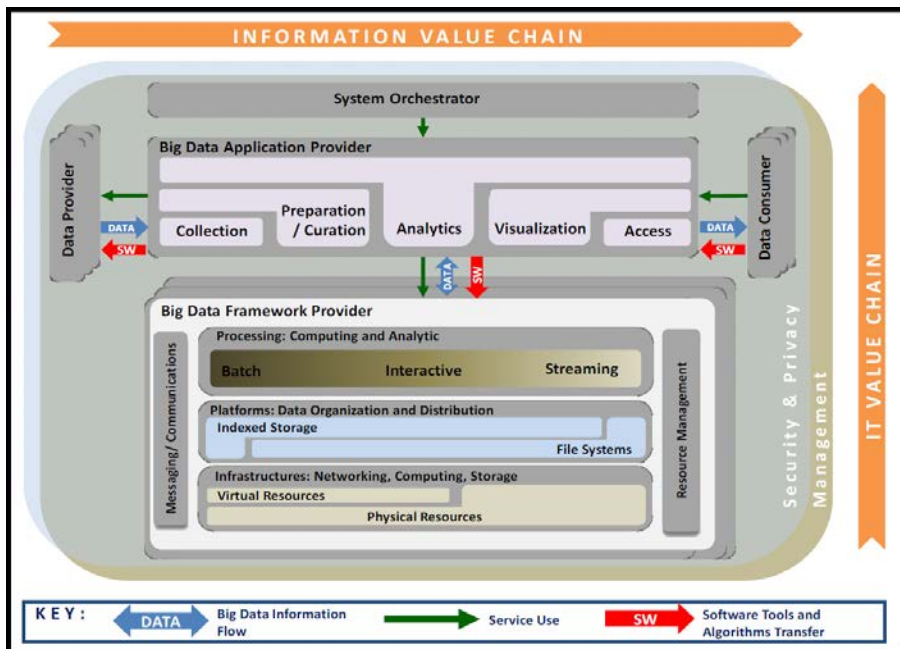 INFORMATION VALUE CHAIN
System Orchestrator
Big Data Application Provider
Collection
Preparation
/ Curation
Analytics
Visualization
Access
Data Provider
DATA
SW
Data Consumer
DATA
SW
DATA
SW
Big Data Framework Provider
Messaging/ Communications
Processing: Computing and Analytic
Batch
Interactive
Streaming
Platforms: Data Organization and Distribution
Indexed Storage
File Systems
Infrastructures: Networking, Computing, Storage
Virtual Resources
Physical Resources
Resource Management
Security & Privacy
Management
IT VALUE CHAIN
KEY:
DATA
Big Data Information
Flow
Service Use
SW
Software Tools and
Algorithms Transfer